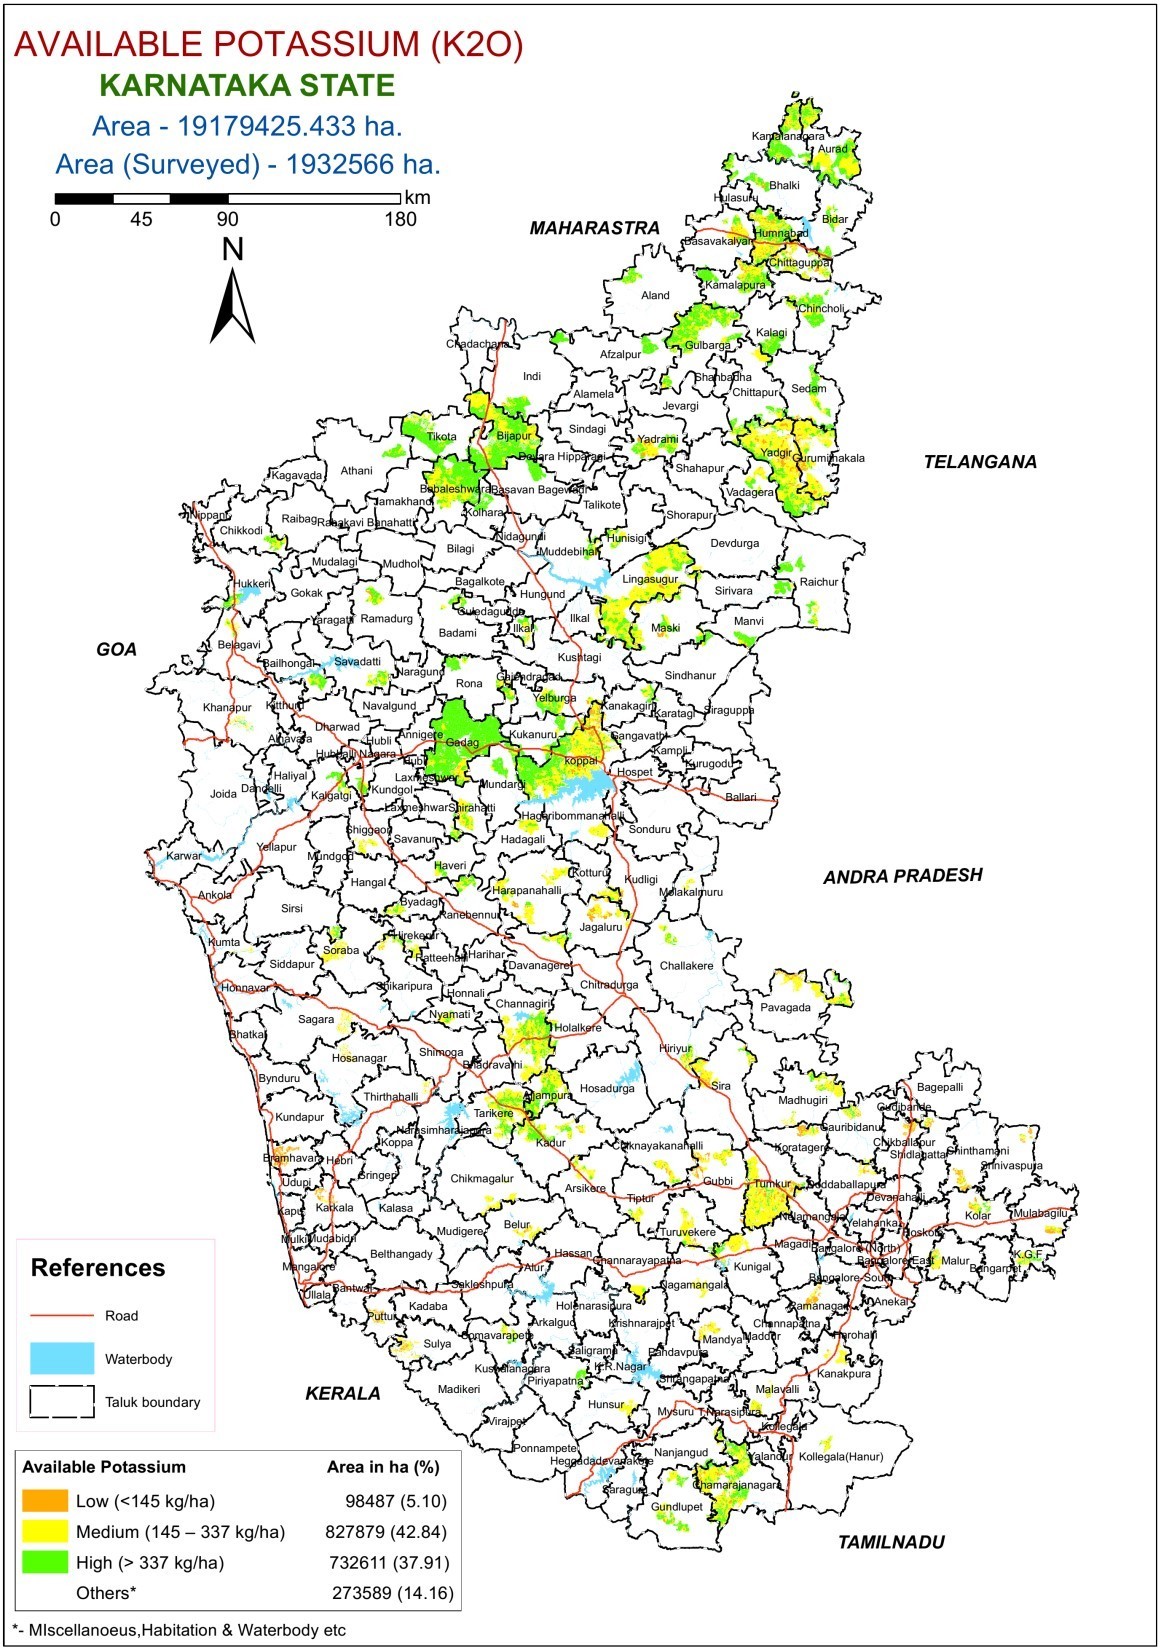 AVAILABLE POTASSIUM (K2O)
KARNATAKA STATE
Area - 19179425.433 ha.
Area (Surveyed) - 1932566 ha.
km
0 45 90 180
N
MAHARASTRA
Kamalanagara
Aurad
Bhalki
Hulasuru
Bidar
Humnabad
Basavakalyan
Chittaguppa
Kamalapura
Aland
Chincholi
Kalagi
Gulbarga
Chadachana
Afzalpur
Indi
Shanbadha
Alamela
Chittapur
Sedam
Jevargi
Sindagi
Tikota
Bijapur
Yadrami
Yadgir
Gurumitnakala
TELANGANA
Devara Hipparagi
Shahapur
Athani
Kagavada
Babaleshwara
Basavan Bagewadi
Vadagera
Jamakhandi
Talikote
Kolhara
Shorapur
Nippani
Raibag
Rabakavi Banahatti
Chikkodi
Nidagundi
Hunisigi
Devdurga
Bilagi
Muddebihal
Mudalagi
Mudhol
Lingasugur
Raichur
Hukkeri
Bagalkote
Gokak
Hungund
Sirivara
Guledagudda
Yaragatti
Ramadurg
Ilkal
Ilkal
Maski
Manvi
Badami
GOA
Belagavi
Kushtagi
Bailhongal
Savadatti
Naragund
Gajendragad
Sindhanur
Rona
Yelburga
Khanapur
Kitthur
Navalgund
Kanakagiri
Karatagi
Siraguppa
Dharwad
Annigere
Kukanuru
Gangavathi
Alnavara
Hubli
Gadag
Hubballi Nagara
Kampli
koppal
Kurugodu
Hubli
Hospet
Haliyal
Laxmeshwar
Mundargi
Joida
Dandelli
Kalgatgi
Kundgol
Ballari
Laxmeshwar
Shirahatti
Hagaribommanahalli
Shiggaon
Savanur
Hadagali
Sonduru
Yellapur
Karwar
Mundgod
Haveri
Kotturu
Kudligi
ANDRA PRADESH
Hangal
Harapanahalli
Molakalmuru
Ankola
Byadagi
Sirsi
Ranebennur
Jagaluru
Kumta
Hirekerur
Soraba
Ratteehalli
Harihar
Siddapur
Davanagere
Challakere
Shikaripura
Chitradurga
Honnavar
Honnali
Channagiri
Pavagada
Sagara
Nyamati
Bhatkal
Holalkere
Hosanagar
Shimoga
Hiriyur
Bhadravathi
Bynduru
Hosadurga
Sira
Bagepalli
Thirthahalli
Ajjampura
Madhugiri
Gudibande
Kundapur
Tarikere
Gauribidanur
Narasimharajapura
Koppa
Kadur
Chiknayakanahalli
Koratagere
Chikballapur
Chinthamani
Bramhavara
Hebri
Shidlagatta
Srinivaspura
Sringeri
Chikmagalur
Udupi
Arsikere
Gubbi
Tumkur
Doddaballapura
Tiptur
Devanahalli
Kapu
Karkala
Kalasa
Kolar
Mulabagilu
Nelamangala
Yelahanka
Belur
Mudigere
Turuvekere
Hoskote
Mulki
Mudabidri
Magadi
Bangalore (North)
Belthangady
Hassan
K.G.F
Channarayapatna
Bangalore-East
Malur
Mangalore
Alur
Kunigal
Bangarpet
Bangalore-South
Ullala
Bantwal
Sakleshpura
Nagamangala
Kadaba
Holenarasipura
Ramanagar
Anekal
Puttur
Arkalgud
Krishnarajpet
Channapatna
Somavarapete
Mandya
Maddur
Harohali
Sulya
Saligrama
Pandavpura
Kushalanagara
K.R.Nagar
Srirangapatna
Kanakpura
KERALA
Piriyapatna
Madikeri
Malavalli
Hunsur
Mysuru
T.Narasipura
Virajpet
Kollegala
Ponnampete
Nanjangud
Heggadadevanakote
Yalandur
Kollegala(Hanur)
Saragur
Chamarajanagara
Gundlupet
TAMILNADU
References
Road
Waterbody
Taluk boundary
Available Potassium Area in ha (%)
Low (<145 kg/ha) 98487 (5.10)
Medium (145 – 337 kg/ha) 827879 (42.84)
High (> 337 kg/ha) 732611 (37.91)
Others* 273589 (14.16)
*- MIscellanoeus,Habitation & Waterbody etc